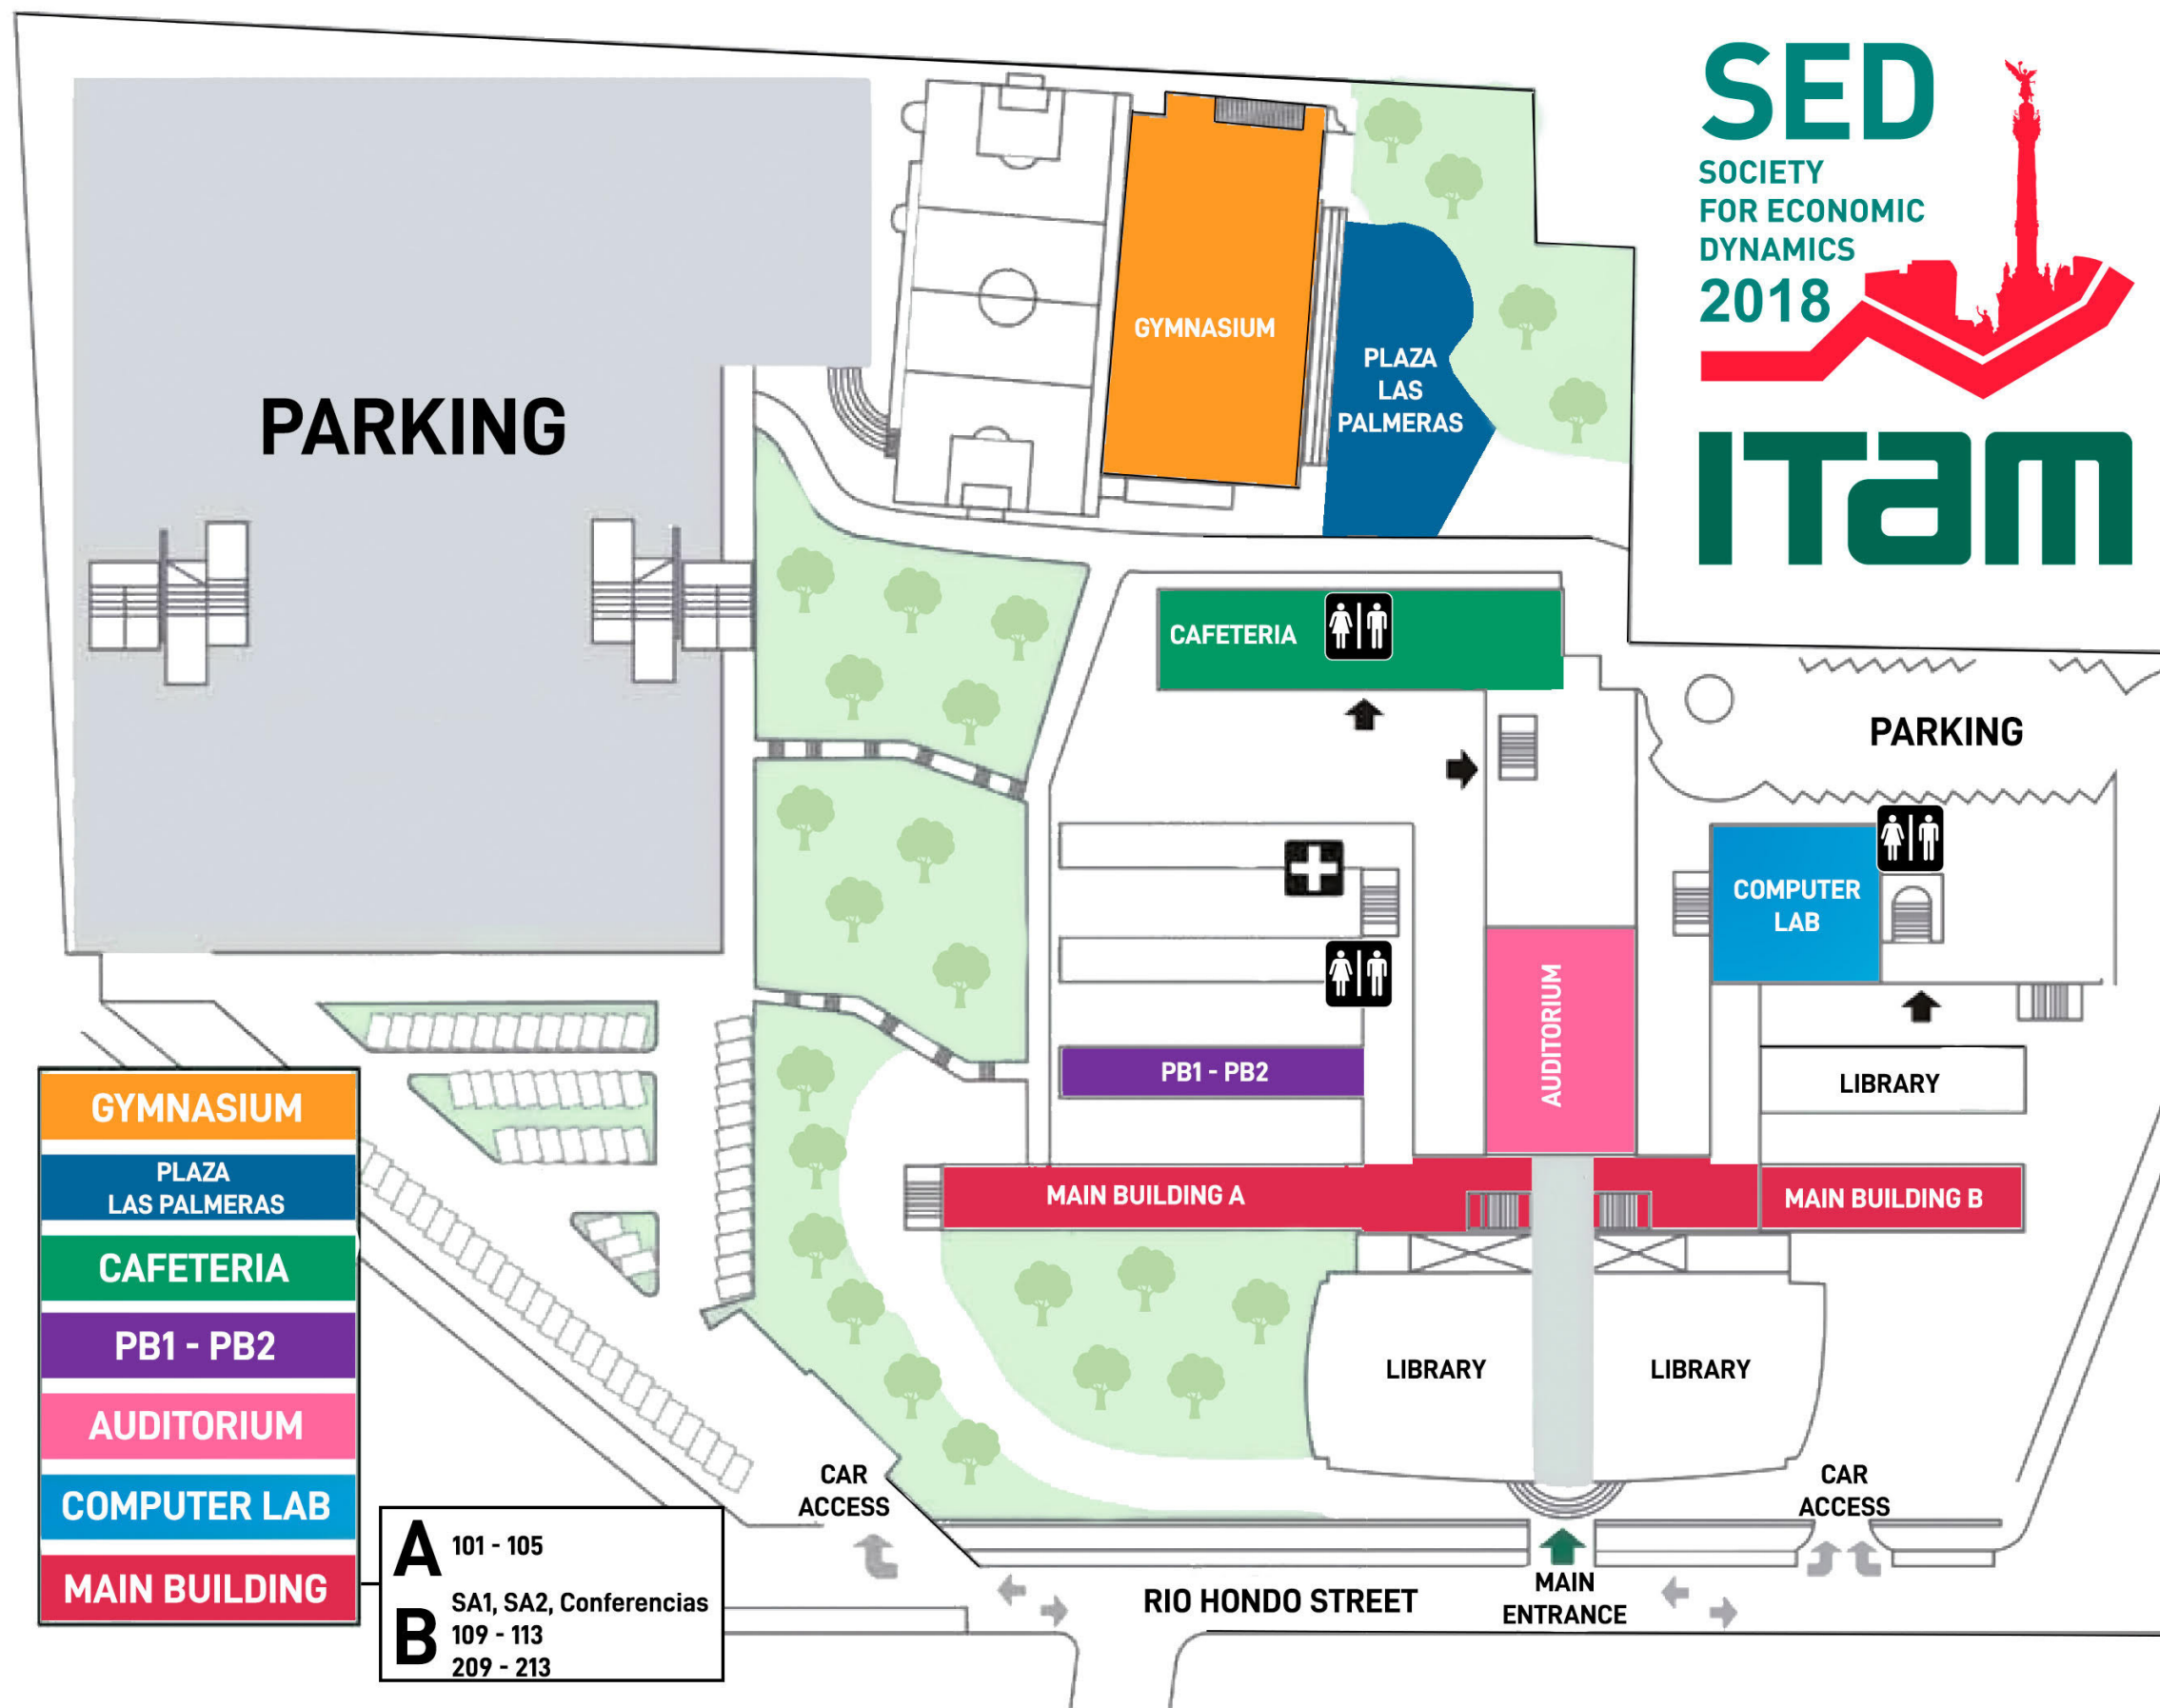 SED
SOCIETY
FOR ECONOMIC
DYNAMICS
2018
ITAM
PARKING
GYMNASIUM
PLAZA
LAS
PALMERAS
CAFETERIA
PARKING
COMPUTER
LAB
AUDITORIUM
PB1 - PB2
LIBRARY
MAIN BUILDING A
MAIN BUILDING B
LIBRARY
LIBRARY
CAR
ACCESS
CAR
ACCESS
RIO HONDO STREET
MAIN
ENTRANCE
GYMNASIUM
PLAZA
LAS PALMERAS
CAFETERIA
PB1 - PB2
AUDITORIUM
COMPUTER LAB
MAIN BUILDING
A 101 - 105
B SA1, SA2, Conferencias
109 - 113
209 - 213